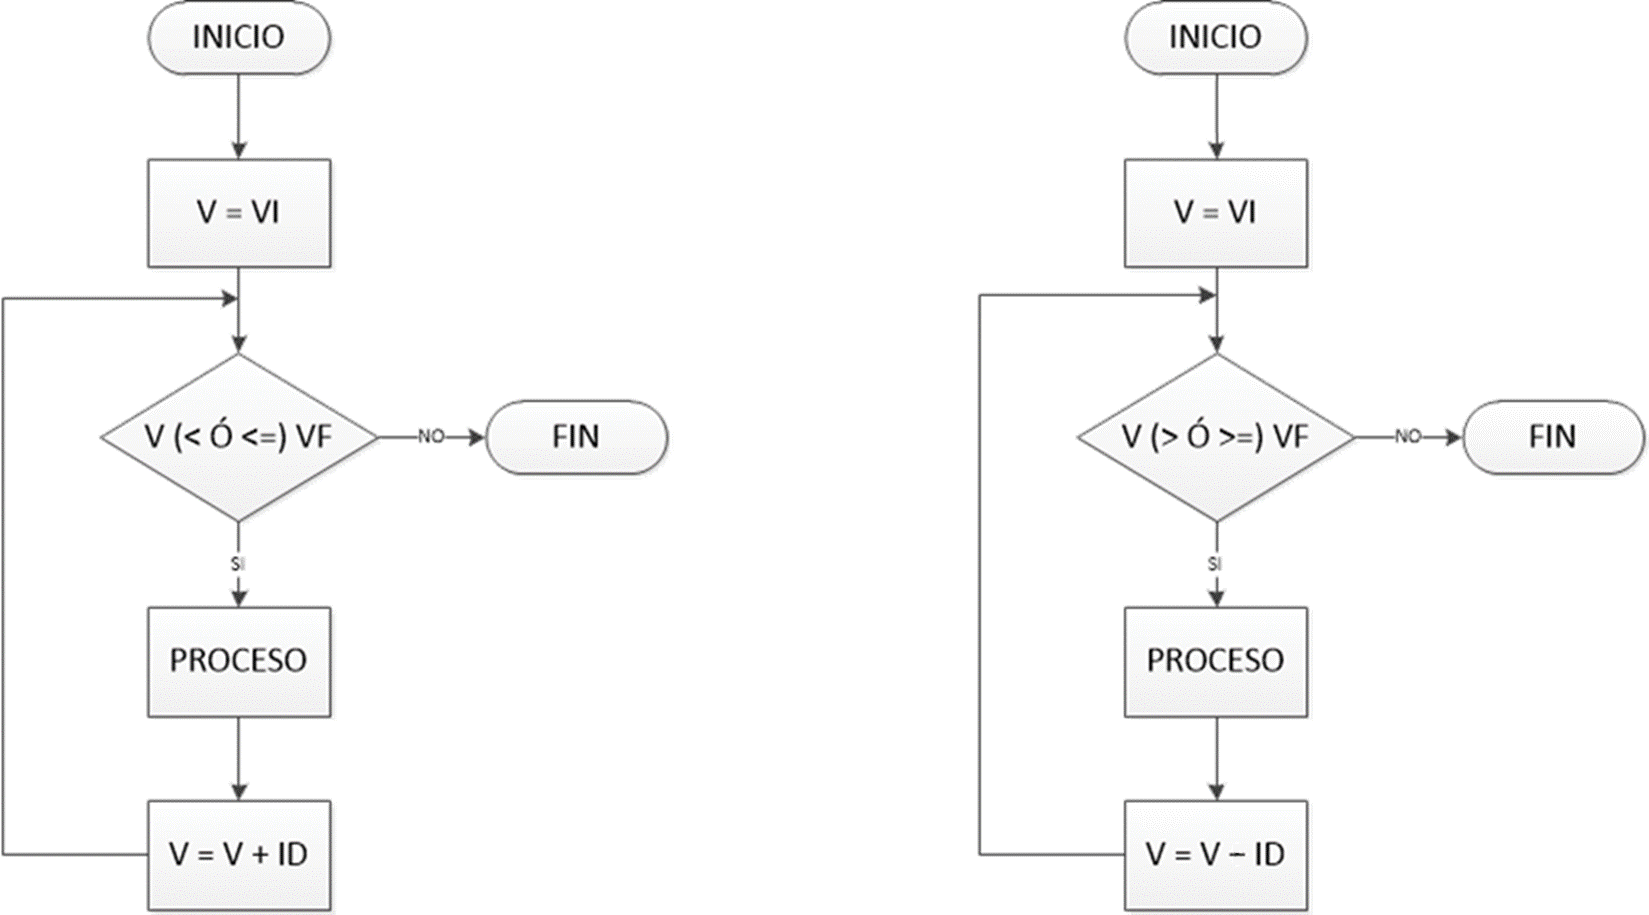 INICIO
V = VI
V (< Ó <=) VF
NO
FIN
SI
PROCESO
V = V + ID
INICIO
V = VI
V (> Ó >=) VF
NO
FIN
SI
PROCESO
V = V – ID